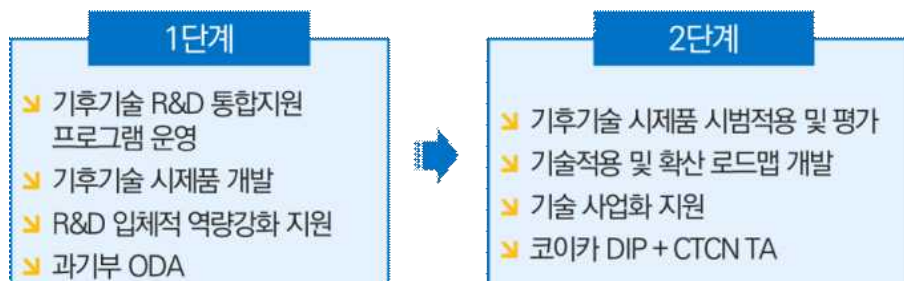 1단계
기후기술 R&D 통합지원
프로그램 운영
기후기술 시제품 개발
R&D 입체적 역량강화 지원
과기부 ODA
2단계
기후기술 시제품 시범적용 및 평가
기술적용 및 확산 로드맵 개발
기술 사업화 지원
코이카 DIP + CTCN TA